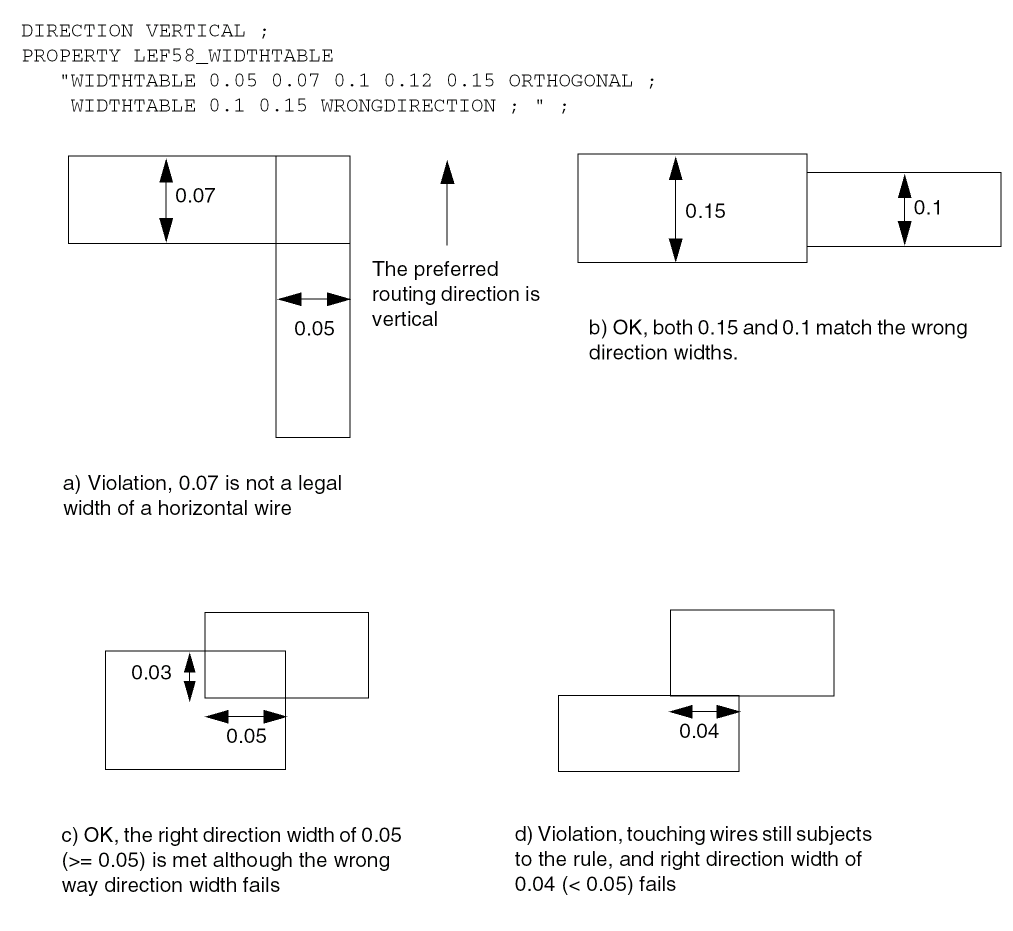 DIRECTION VERTICAL ;
PROPERTY LEF58_WIDTHTABLE
"WIDTHTABLE 0.05 0.07 0.1 0.12 0.15 ORTHOGONAL ;
WIDTHTABLE 0.1 0.15 WRONGDIRECTION ; " ;
0.07
0.05
The preferred
routing direction is
vertical
0.15
0.1
a) Violation, 0.07 is not a legal
width of a horizontal wire
b) OK, both 0.15 and 0.1 match the wrong
direction widths.
0.03
0.05
0.04
c) OK, the right direction width of 0.05
(>= 0.05) is met although the wrong
way direction width fails
d) Violation, touching wires still subjects
to the rule, and right direction width of
0.04 (< 0.05) fails